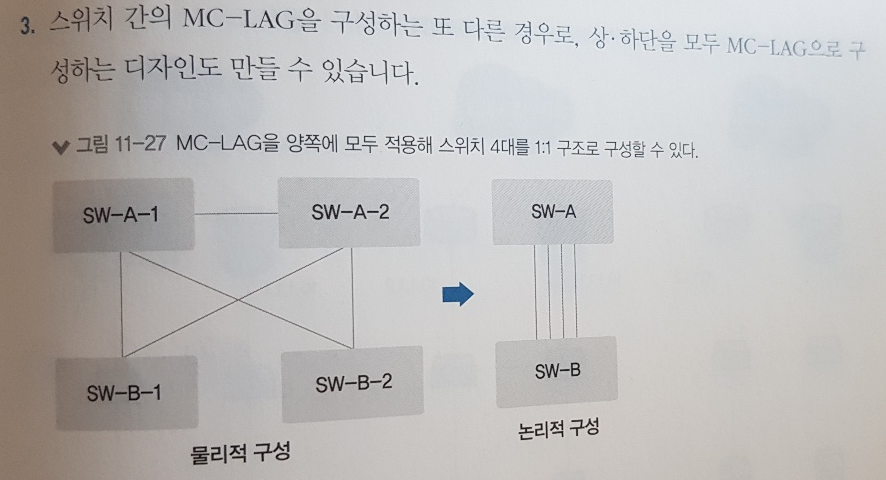 3. 스위치 간의 MC-LAG을 구성하는 또 다른 경우로, 상·하단을 모두 MC-LAG으로 구
성하는 디자인도 만들 수 있습니다.
그림 11-27 MC-LAG을 양쪽에 모두 적용해 스위치 4대를 1:1 구조로 구성할 수 있다.
SW-A-1
SW-A-2
SW-A
SW-B-1
SW-B-2
SW-B
물리적 구성
논리적 구성